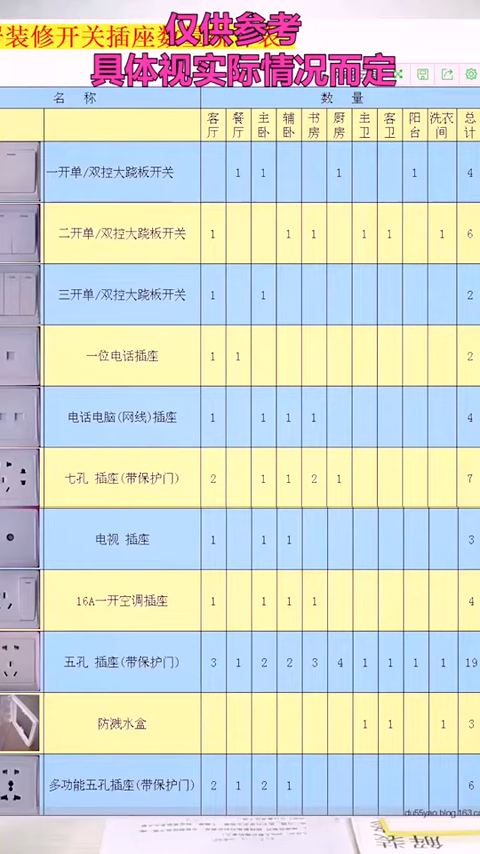 装修开关插座数
仅供参考
具体视实际情况而定
名 称 数 量
客厅 餐厅 主卧 辅卧 书房 厨房 主卫 客卫 阳台 洗衣间 总计
一开单/双控大跷板开关 1 1 1 1 4
二开单/双控大跷板开关 1 1 1 1 1 1 6
三开单/双控大跷板开关 1 1 2
一位电话插座 1 1 2
电话电脑(网线)插座 1 1 1 1 4
七孔 插座(带保护门) 2 1 1 2 1 7
电视 插座 1 1 1 3
16A一开空调插座 1 1 1 1 4
五孔 插座(带保护门) 3 1 2 2 3 4 1 1 1 1 19
防溅水盒 1 1 1 3
多功能五孔插座(带保护门) 2 1 2 1 6
du55yao.blog.163.co